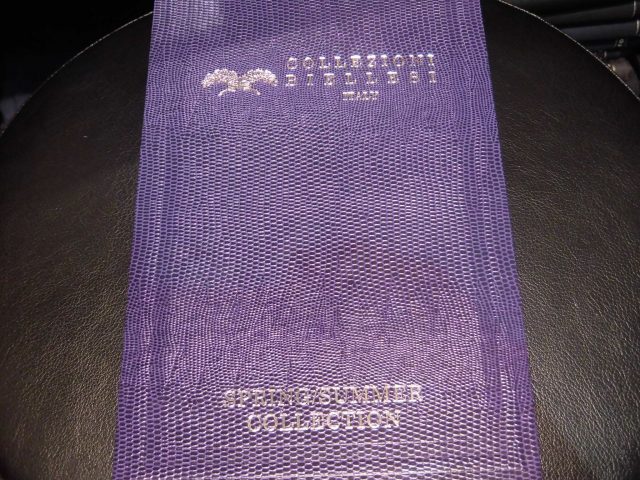 COLLEZIONI
BIELLESI
ITALY
SPRING/SUMMER
COLLECTION